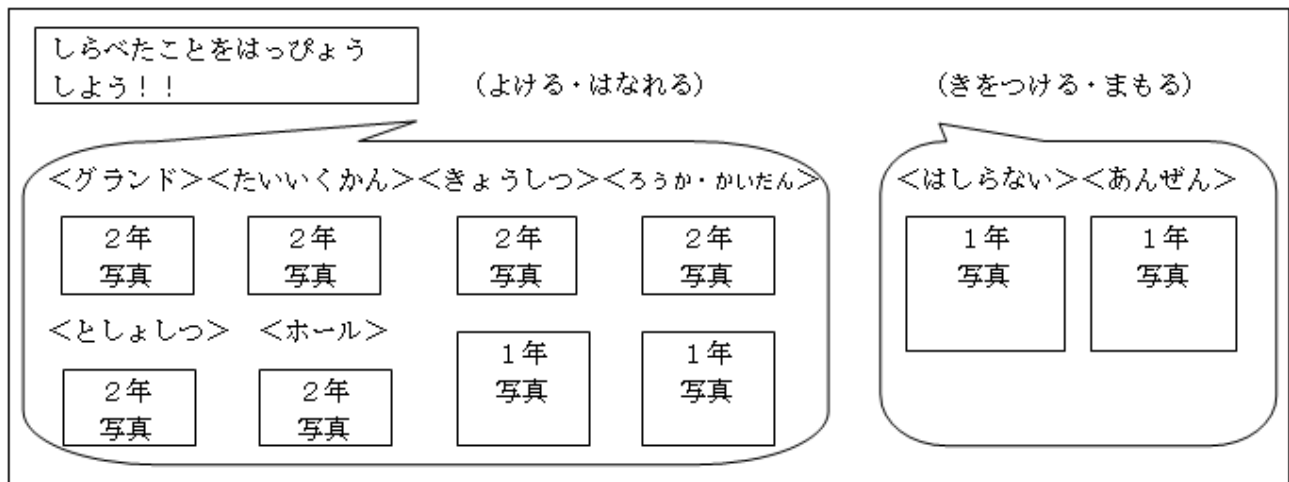 しらべたことをはっぴょう
しよう！！
（よける・はなれる）
（きをつける・まもる）
＜グランド＞＜たいいくかん＞＜きょうしつ＞＜ろうか・かいだん＞
２年
写真
２年
写真
２年
写真
２年
写真
＜としょしつ＞ ＜ホール＞
２年
写真
２年
写真
１年
写真
１年
写真
＜はしらない＞＜あんぜん＞
１年
写真
１年
写真